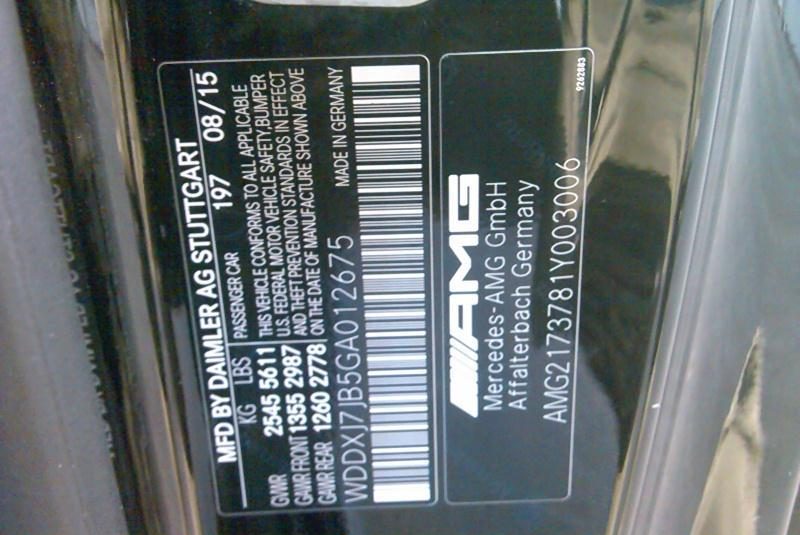 MFD BY DAIMLER AG STUTTGART
KG LBS 197 08/15
GVWR 2545 5611
GAWR FRONT 1355 2987
GAWR REAR 1260 2778
PASSENGER CAR
THIS VEHICLE CONFORMS TO ALL APPLICABLE
U.S. FEDERAL MOTOR VEHICLE SAFETY, BUMPER
AND THEFT PREVENTION STANDARDS IN EFFECT
ON THE DATE OF MANUFACTURE SHOWN ABOVE
WDDXJ7JB5GA012675 MADE IN GERMANY
AMG
Mercedes-AMG GmbH
Affalterbach Germany
AMG2173781Y003006
9262883